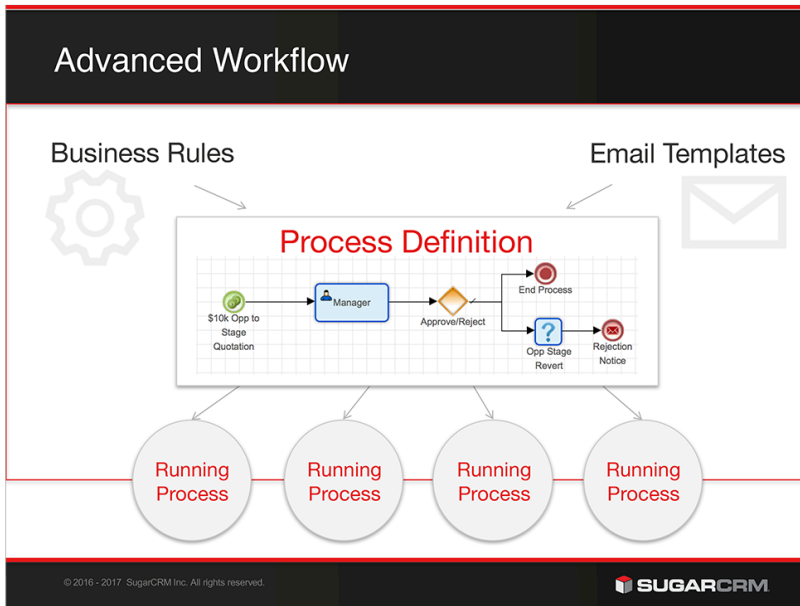 Advanced Workflow
Business Rules
Email Templates
Process Definition
$10k Opp to
Stage
Quotation
Manager
Approve/Reject
End Process
Opp Stage
Revert
Rejection
Notice
Running
Process
Running
Process
Running
Process
Running
Process
© 2016 - 2017 SugarCRM Inc. All rights reserved.
SUGARCRM